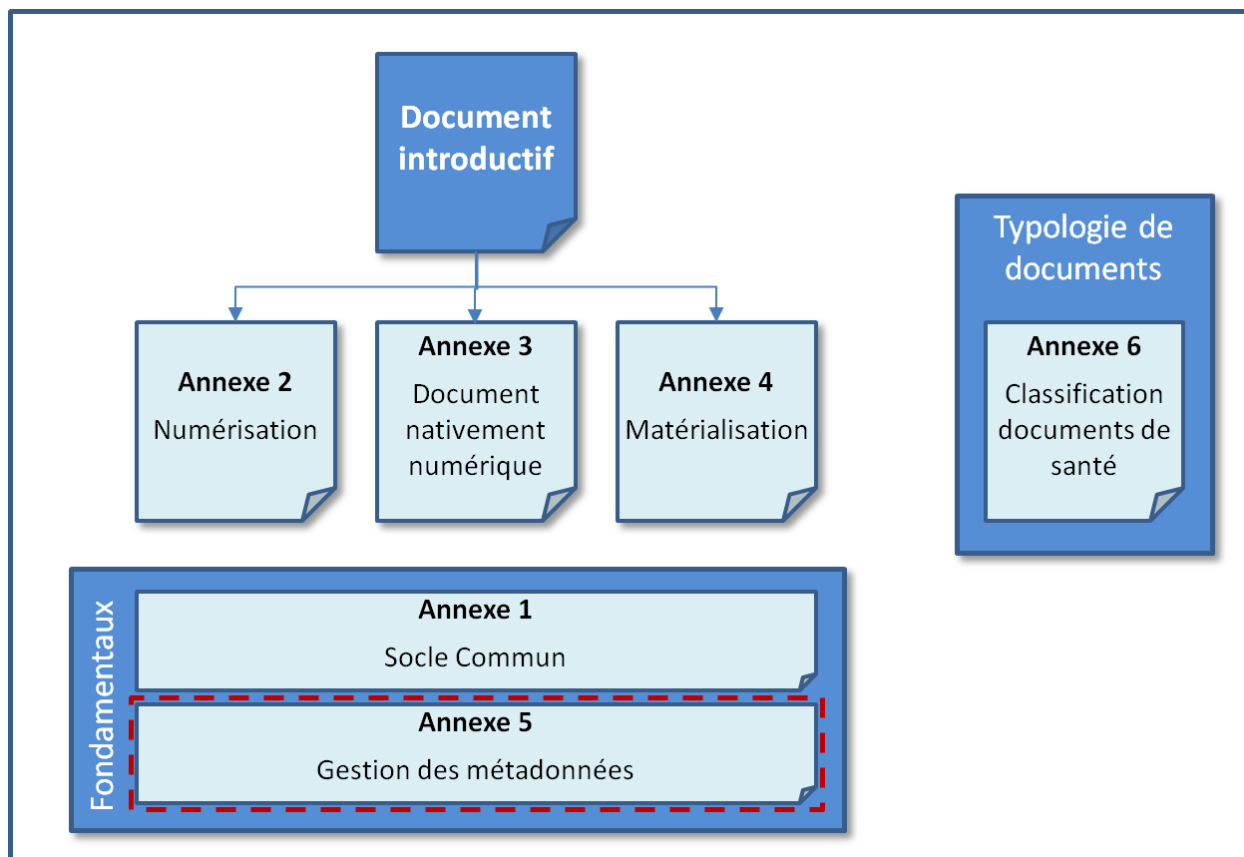 Document
introductif
Typologie de
documents
Annexe 2
Numérisation
Annexe 3
Document
nativement
numérique
Annexe 4
Matérialisation
Annexe 6
Classification
documents de
santé
Fondamentaux
Annexe 1
Socle Commun
Annexe 5
Gestion des métadonnées